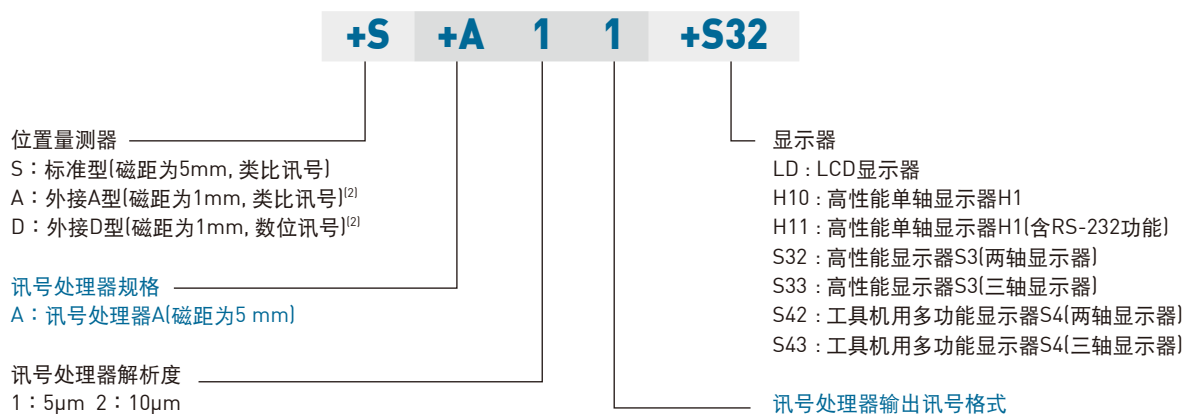 +S +A 1 1 +S32
位置量测器
S：标准型(磁距为5mm, 类比讯号)
A：外接A型(磁距为1mm, 类比讯号)(2)
D：外接D型(磁距为1mm, 数位讯号)(2)
讯号处理器规格
A：讯号处理器A(磁距为5 mm)
讯号处理器解析度
1：5μm 2：10μm
显示器
LD : LCD显示器
H10 : 高性能单轴显示器H1
H11 : 高性能单轴显示器H1(含RS-232功能)
S32 : 高性能显示器S3(两轴显示器)
S33 : 高性能显示器S3(三轴显示器)
S42 : 工具机用多功能显示器S4(两轴显示器)
S43 : 工具机用多功能显示器S4(三轴显示器)
讯号处理器输出讯号格式